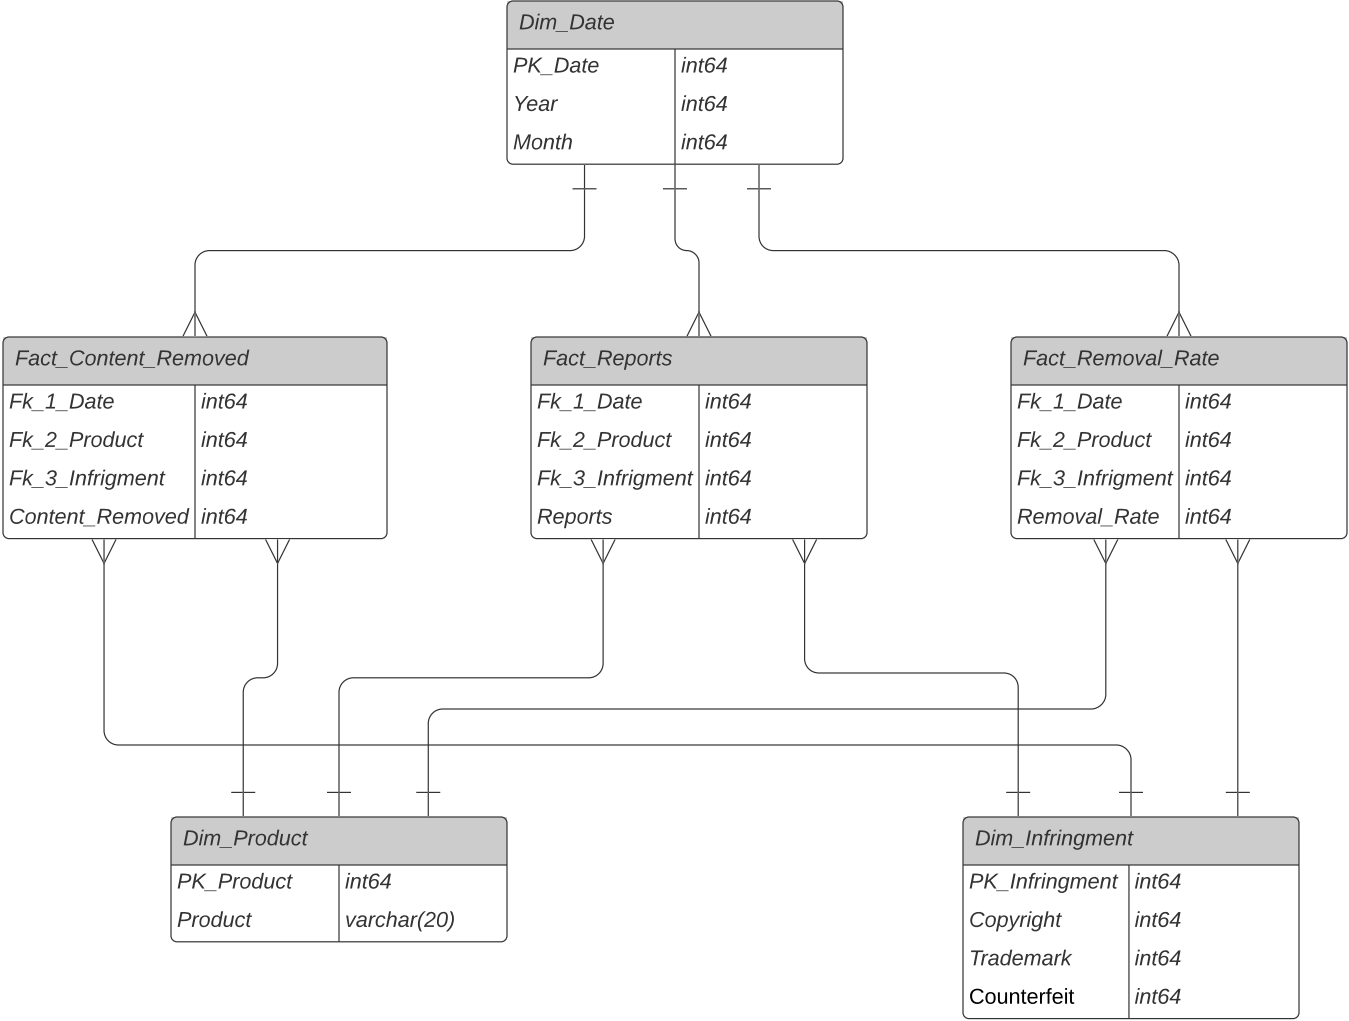 Dim_Date
PK_Date int64
Year int64
Month int64
Fact_Content_Removed
Fk_1_Date int64
Fk_2_Product int64
Fk_3_Infrigment int64
Content_Removed int64
Fact_Reports
Fk_1_Date int64
Fk_2_Product int64
Fk_3_Infrigment int64
Reports int64
Fact_Removal_Rate
Fk_1_Date int64
Fk_2_Product int64
Fk_3_Infrigment int64
Removal_Rate int64
Dim_Product
PK_Product int64
Product varchar(20)
Dim_Infringment
PK_Infringment int64
Copyright int64
Trademark int64
Counterfeit int64